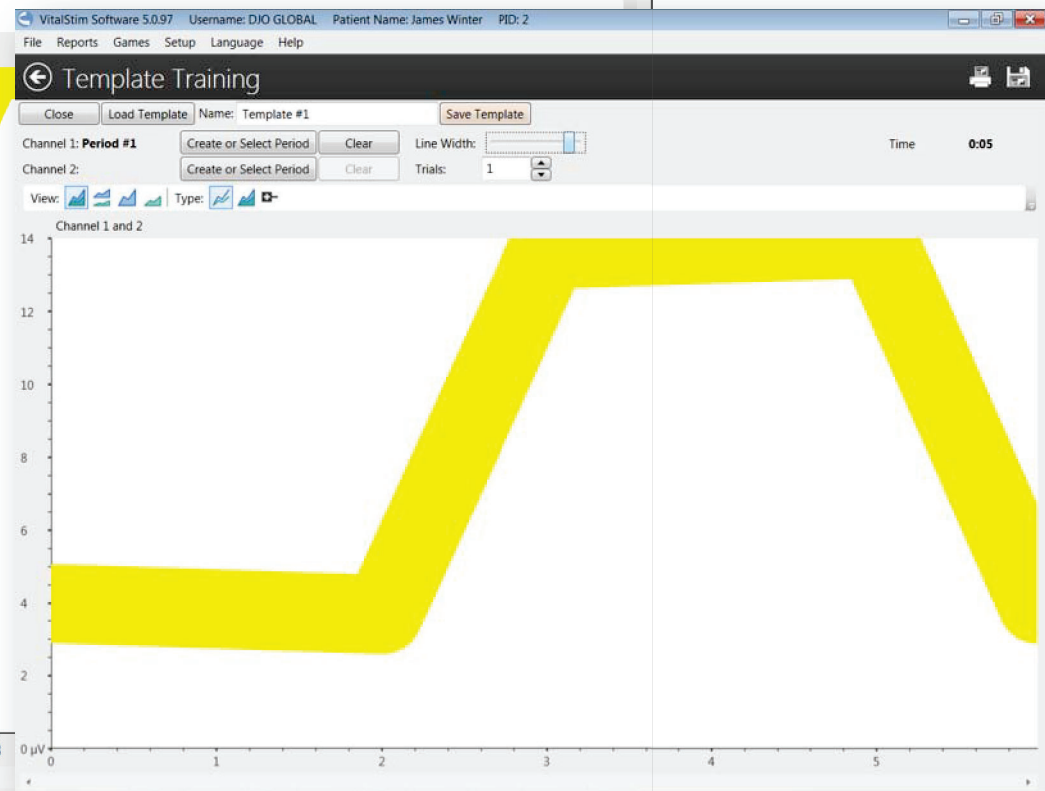 VitalStim Software 5.0.97 Username: DJO GLOBAL Patient Name: James Winter PID: 2
File Reports Games Setup Language Help
Template Training
Close Load Template Name: Template #1 Save Template
Channel 1: Period #1 Create or Select Period Clear Line Width: Time 0:05
Channel 2: Create or Select Period Clear Trials: 1
View: Type:
Channel 1 and 2
14
12
10
8
6
4
2
0 µV
0 1 2 3 4 5